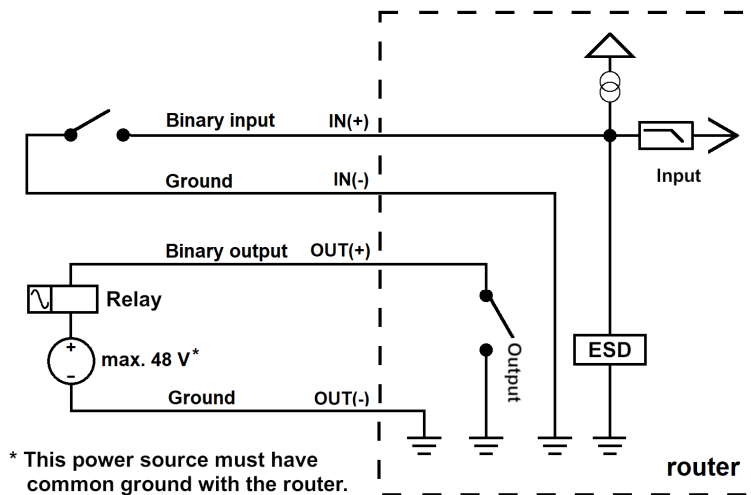 Binary input IN(+)
Input
Ground IN(-)
Binary output OUT(+)
Relay
Output
ESD
max. 48 V*
Ground OUT(-)
* This power source must have
common ground with the router.
router